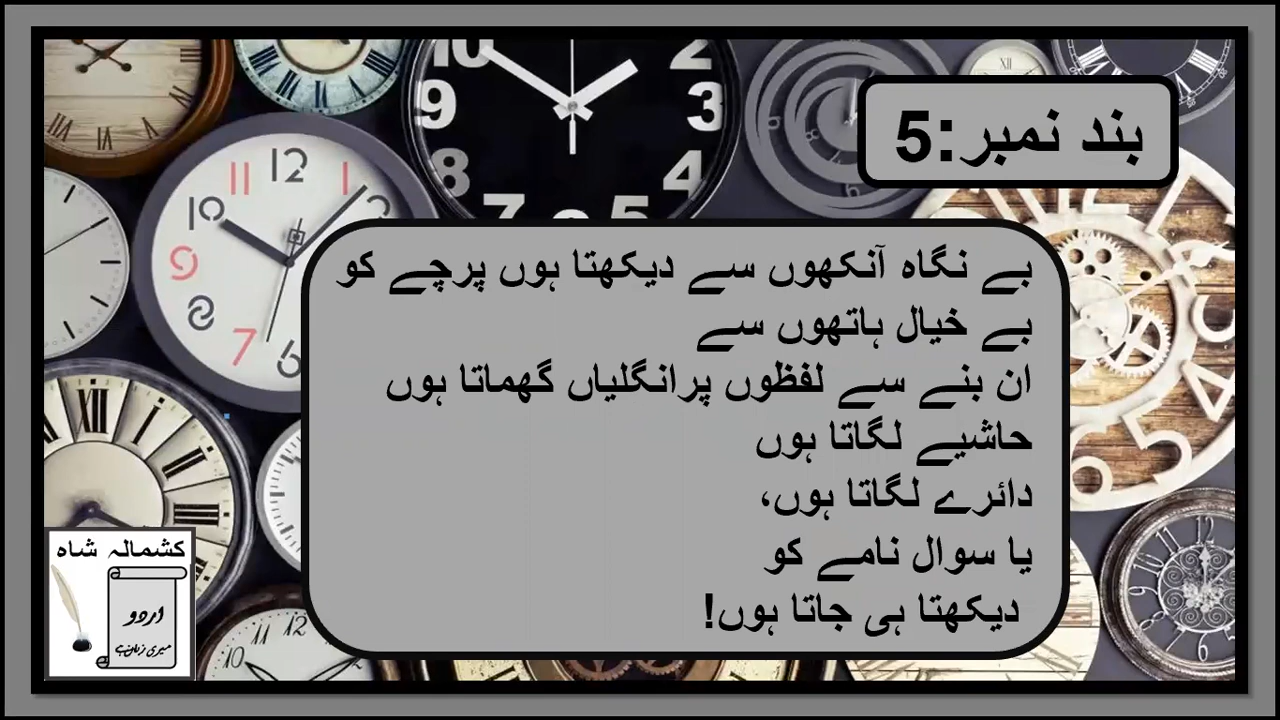 بند نمبر:5
بے نگاہ آنکھوں سے دیکھتا ہوں پرچے کو
بے خیال ہاتھوں سے
ان بنے سے لفظوں پرانگلیاں گھماتا ہوں
حاشیے لگاتا ہوں
دائرے لگاتا ہوں،
یا سوال نامے کو
دیکھتا ہی جاتا ہوں!
کشمالہ شاہ
اردو
میری زبان ہے